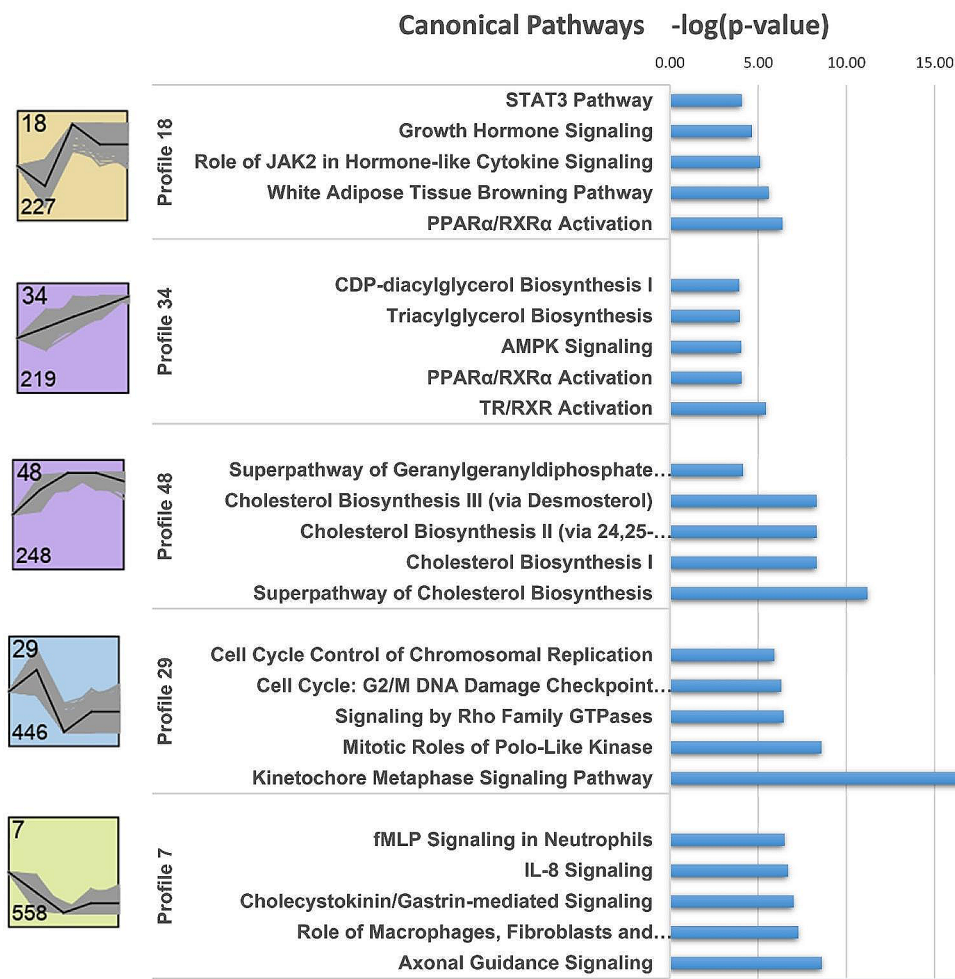 Canonical Pathways -log(p-value)
0.00 5.00 10.00 15.00
18
227
Profile 18
STAT3 Pathway
Growth Hormone Signaling
Role of JAK2 in Hormone-like Cytokine Signaling
White Adipose Tissue Browning Pathway
PPARα/RXRα Activation
34
219
Profile 34
CDP-diacylglycerol Biosynthesis I
Triacylglycerol Biosynthesis
AMPK Signaling
PPARα/RXRα Activation
TR/RXR Activation
48
248
Profile 48
Superpathway of Geranylgeranyldiphosphate…
Cholesterol Biosynthesis III (via Desmosterol)
Cholesterol Biosynthesis II (via 24,25-…
Cholesterol Biosynthesis I
Superpathway of Cholesterol Biosynthesis
29
446
Profile 29
Cell Cycle Control of Chromosomal Replication
Cell Cycle: G2/M DNA Damage Checkpoint…
Signaling by Rho Family GTPases
Mitotic Roles of Polo-Like Kinase
Kinetochore Metaphase Signaling Pathway
7
558
Profile 7
fMLP Signaling in Neutrophils
IL-8 Signaling
Cholecystokinin/Gastrin-mediated Signaling
Role of Macrophages, Fibroblasts and…
Axonal Guidance Signaling